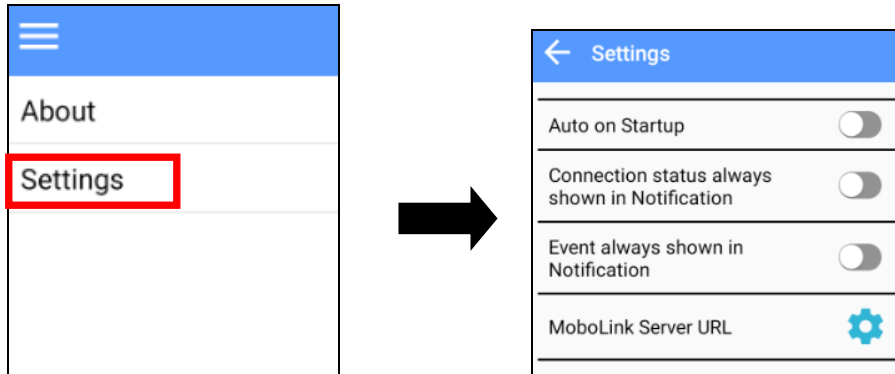 About
Settings
Settings
Auto on Startup
Connection status always
shown in Notification
Event always shown in
Notification
MoboLink Server URL